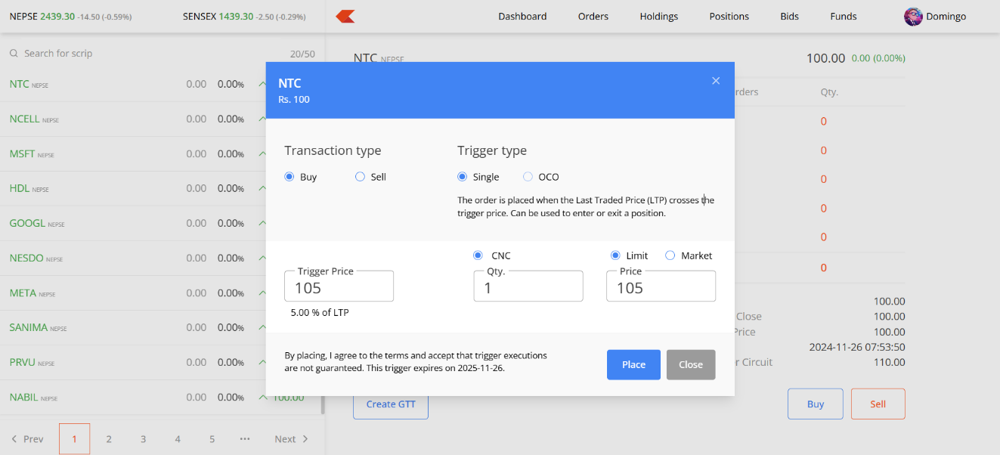 NEPSE 2439.30 -14.50 (-0.59%) SENSEX 1439.30 -2.50 (-0.29%) Dashboard Orders Holdings Positions Bids Funds Domingo
Search for scrip 20/50
NTC NEPSE 0.00 0.00%
NCELL NEPSE 0.00 0.00%
MSFT NEPSE 0.00 0.00%
HDL NEPSE 0.00 0.00%
GOOGL NEPSE 0.00 0.00%
NESDO NEPSE 0.00 0.00%
META NEPSE 0.00 0.00%
SANIMA NEPSE 0.00 0.00%
PRVU NEPSE 0.00 0.00%
NABIL NEPSE 0.00 0.00% 100.00
Prev 1 2 3 4 5 ••• Next
NTC NEPSE 100.00 0.00 (0.00%)
NTC
Rs. 100
Transaction type Trigger type
Buy Sell Single OCO
The order is placed when the Last Traded Price (LTP) crosses the
trigger price. Can be used to enter or exit a position.
CNC Limit Market
Trigger Price Qty. Price
105 1 105
5.00 % of LTP
By placing, I agree to the terms and accept that trigger executions
are not guaranteed. This trigger expires on 2025-11-26.
Place Close
rders Qty.
0
0
0
0
0
0
100.00
Close 100.00
Price 100.00
2024-11-26 07:53:50
r Circuit 110.00
Create GTT Buy Sell